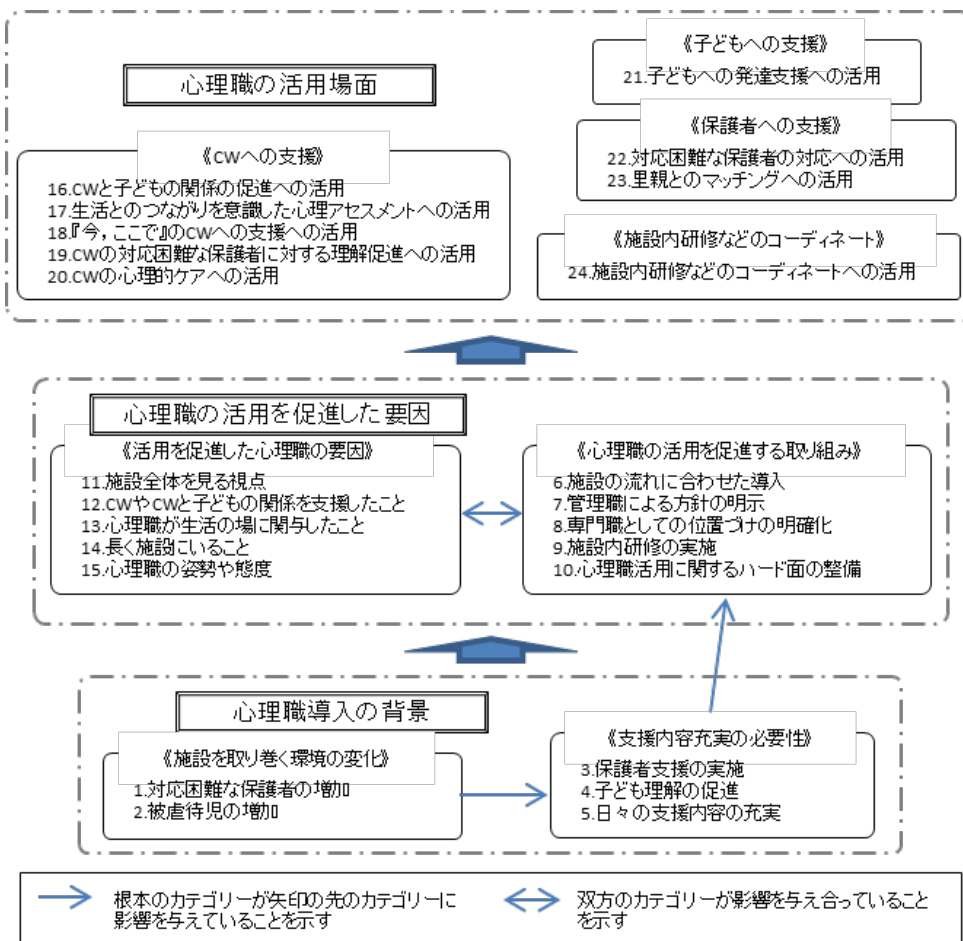 心理職の活用場面
《CWへの支援》
16.CWと子どもの関係の促進への活用
17.生活とのつながりを意識した心理アセスメントへの活用
18.『今，ここで』のCWへの支援への活用
19.CWの対応困難な保護者に対する理解促進への活用
20.CWの心理的ケアへの活用
《子どもへの支援》
21.子どもへの発達支援への活用
《保護者への支援》
22.対応困難な保護者の対応への活用
23.里親とのマッチングへの活用
《施設内研修などのコーディネート》
24.施設内研修などのコーディネートへの活用
心理職の活用を促進した要因
《活用を促進した心理職の要因》
11.施設全体を見る視点
12.CWやCWと子どもの関係を支援したこと
13.心理職が生活の場に関与したこと
14.長く施設にいること
15.心理職の姿勢や態度
《心理職の活用を促進する取り組み》
6.施設の流れに合わせた導入
7.管理職による方針の明示
8.専門職としての位置づけの明確化
9.施設内研修の実施
10.心理職活用に関するハード面の整備
心理職導入の背景
《施設を取り巻く環境の変化》
1.対応困難な保護者の増加
2.被虐待児の増加
《支援内容充実の必要性》
3.保護者支援の実施
4.子ども理解の促進
5.日々の支援内容の充実
根本のカテゴリーが矢印の先のカテゴリーに
影響を与えていることを示す
双方のカテゴリーが影響を与え合っていること
を示す